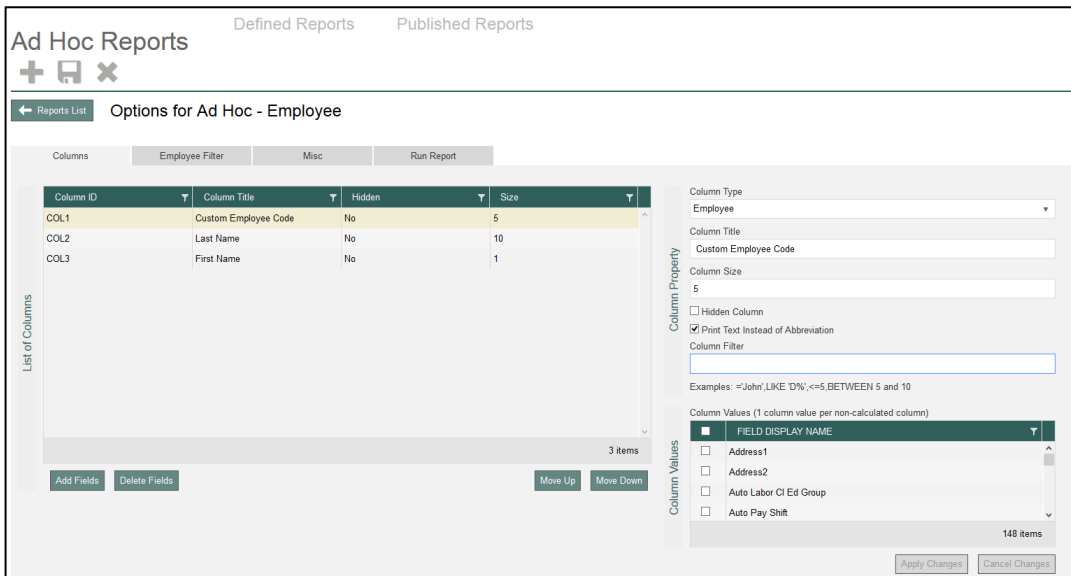 Defined Reports Published Reports
Ad Hoc Reports
Reports List Options for Ad Hoc - Employee
Columns Employee Filter Misc Run Report
List of Columns
Column ID Column Title Hidden Size
COL1 Custom Employee Code No 5
COL2 Last Name No 10
COL3 First Name No 1
3 items
Add Fields Delete Fields Move Up Move Down
Column Property
Column Type
Employee
Column Title
Custom Employee Code
Column Size
5
Hidden Column
Print Text Instead of Abbreviation
Column Filter
Examples: ='John',LIKE 'D%',<=5,BETWEEN 5 and 10
Column Values
Column Values (1 column value per non-calculated column)
FIELD DISPLAY NAME
Address1
Address2
Auto Labor Cl Ed Group
Auto Pay Shift
148 items
Apply Changes Cancel Changes